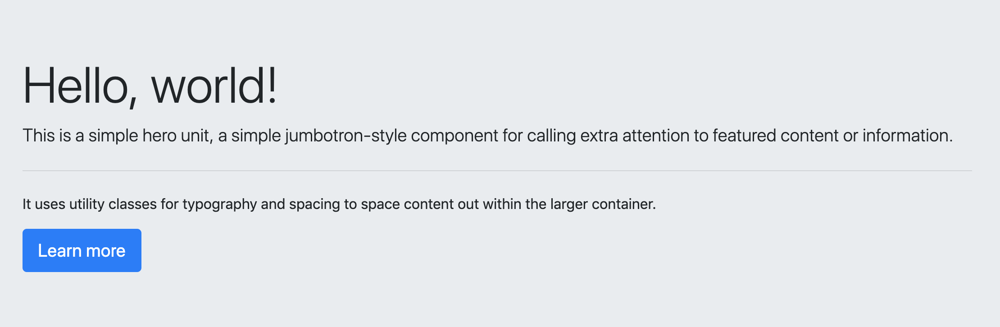 Hello, world!
This is a simple hero unit, a simple jumbotron-style component for calling extra attention to featured content or information.
It uses utility classes for typography and spacing to space content out within the larger container.
Learn more